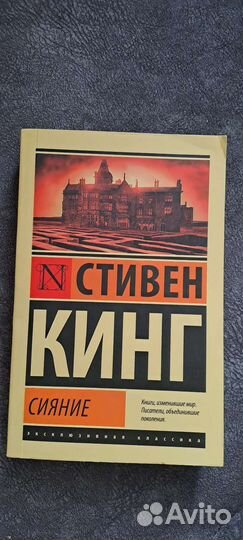 N
СТИВЕН
КИНГ
СИЯНИЕ
Книги, изменившие мир.
Писатели, объединившие
поколения.
ЭКСКЛЮЗИВНАЯ КЛАССИКА
Avito